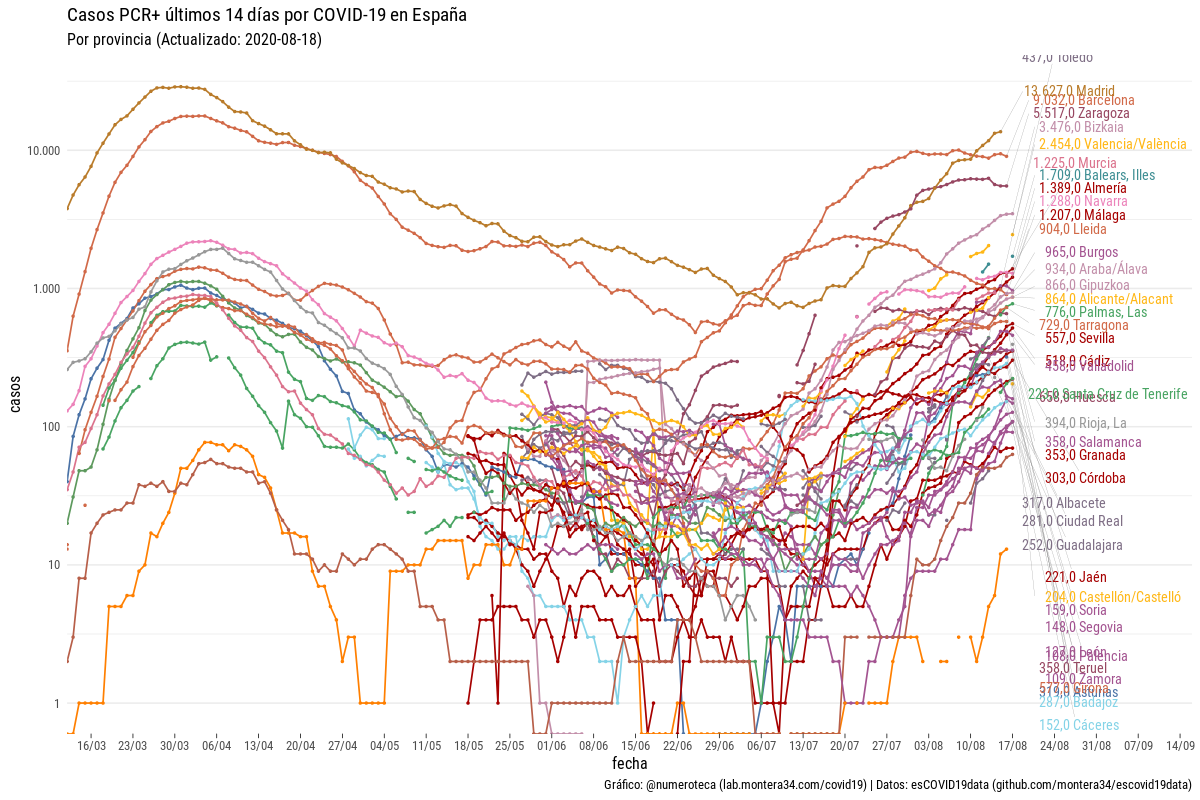 Casos PCR+ últimos 14 días por COVID-19 en España
Por provincia (Actualizado: 2020-08-18)
437,0 Toledo
13.627,0 Madrid
9.032,0 Barcelona
5.517,0 Zaragoza
3.476,0 Bizkaia
2.454,0 Valencia/València
1.225,0 Murcia
1.709,0 Balears, Illes
1.389,0 Almería
1.288,0 Navarra
1.207,0 Málaga
904,0 Lleida
965,0 Burgos
934,0 Araba/Álava
866,0 Gipuzkoa
864,0 Alicante/Alacant
776,0 Palmas, Las
729,0 Tarragona
557,0 Sevilla
518,0 Cádiz
Valladolid
Santa Cruz de Tenerife
Huesca
394,0 Rioja, La
358,0 Salamanca
353,0 Granada
303,0 Córdoba
317,0 Albacete
281,0 Ciudad Real
252,0 Guadalajara
221,0 Jaén
204,0 Castellón/Castelló
159,0 Soria
148,0 Segovia
León
Palencia
358,0 Teruel
109,0 Zamora
Girona
Asturias
287,0 Badajoz
152,0 Cáceres
casos
10.000
1.000
100
10
1
16/03 23/03 30/03 06/04 13/04 20/04 27/04 04/05 11/05 18/05 25/05 01/06 08/06 15/06 22/06 29/06 06/07 13/07 20/07 27/07 03/08 10/08 17/08 24/08 31/08 07/09 14/09
fecha
Gráfico: @numeroteca (lab.montera34.com/covid19) | Datos: esCOVID19data (github.com/montera34/escovid19data)